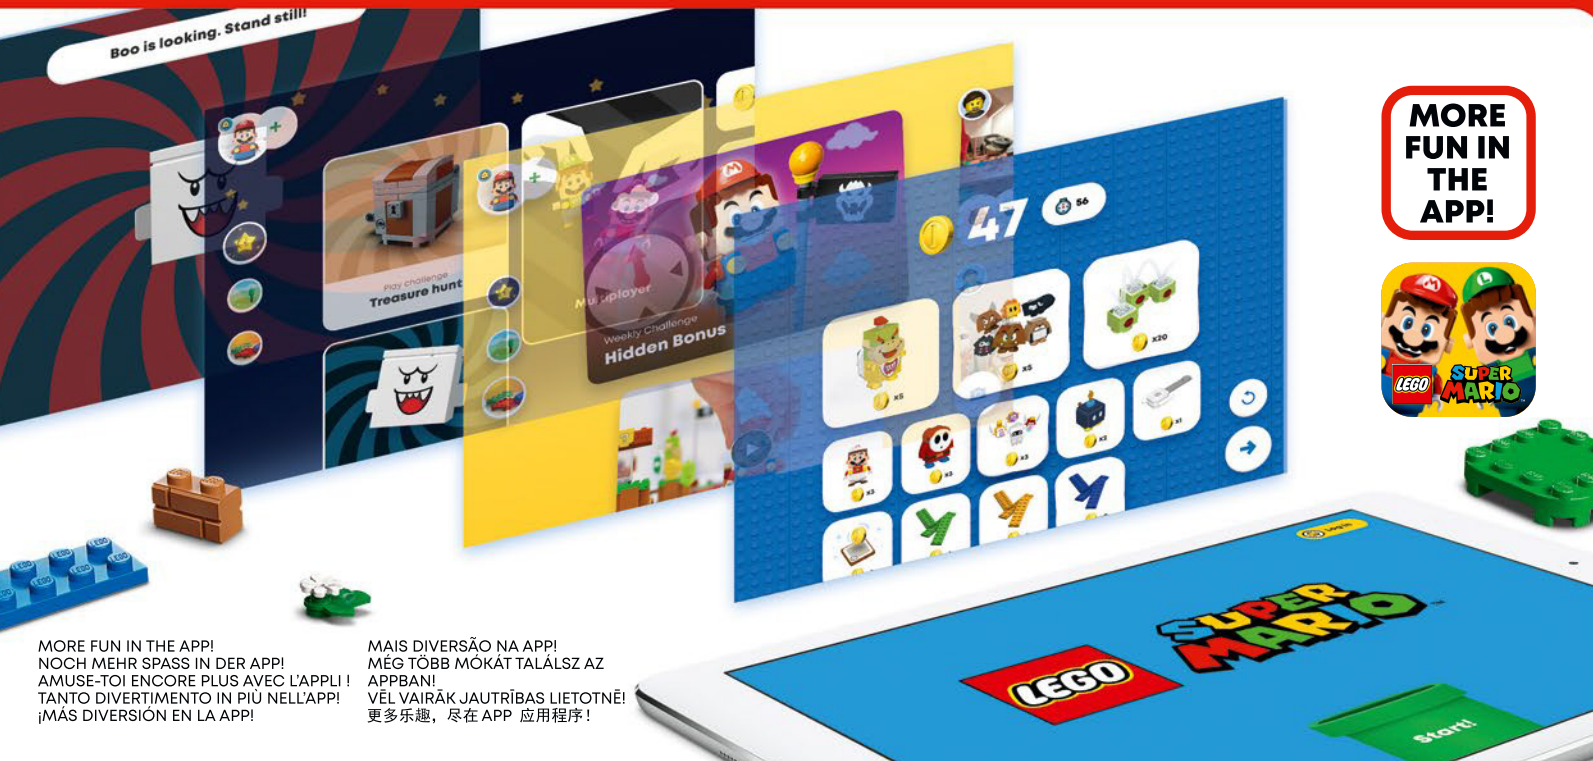 Boo is looking. Stand still!
Play challenge
Treasure hunt
Multiplayer
Weekly Challenge
Hidden Bonus
47
56
x5
x5
x20
x3
x3
x3
x2
x1
MORE
FUN IN
THE
APP!
LEGO
SUPER
MARIO
Log in
LEGO
SUPER
MARIO™
Start!
MORE FUN IN THE APP!
NOCH MEHR SPASS IN DER APP!
AMUSE-TOI ENCORE PLUS AVEC L'APPLI !
TANTO DIVERTIMENTO IN PIÙ NELL'APP!
¡MÁS DIVERSIÓN EN LA APP!
MAIS DIVERSÃO NA APP!
MÉG TÖBB MÓKÁT TALÁLSZ AZ
APPBAN!
VĒL VAIRĀK JAUTRĪBAS LIETOTNĒ!
更多乐趣，尽在 APP 应用程序！